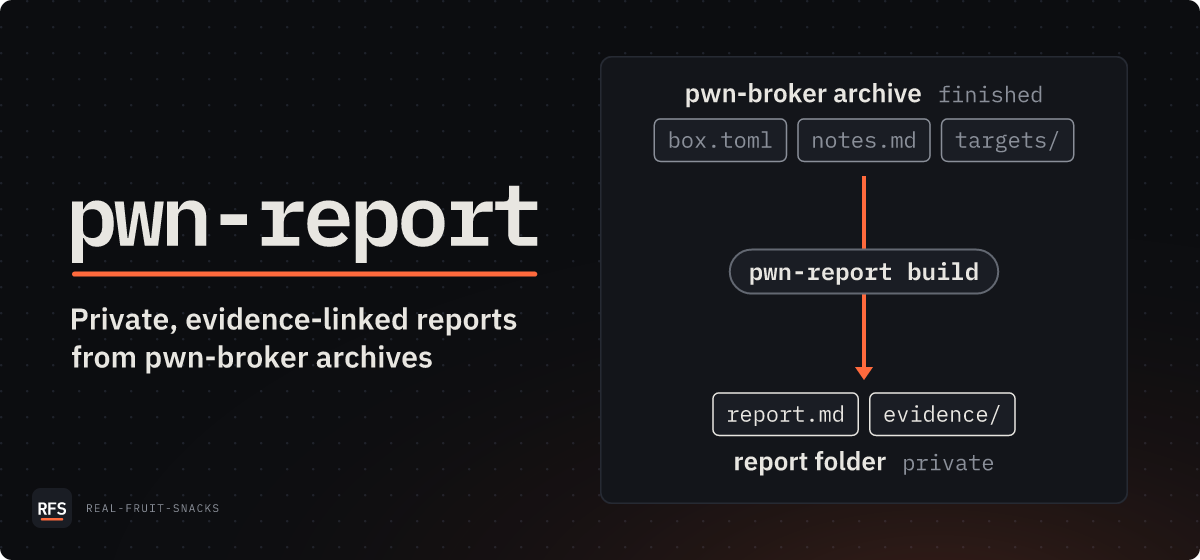 pwn-report
Private, evidence-linked reports
from pwn-broker archives
RFS
REAL-FRUIT-SNACKS
pwn-broker archive finished
box.toml notes.md targets/
pwn-report build
report.md evidence/
report folder private